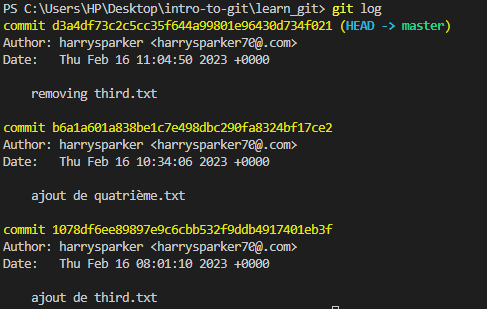 PS C:\Users\HP\Desktop\intro-to-git\learn_git> git log
commit d3a4df73c2c5cc35f644a99801e96430d734f021 (HEAD -> master)
Author: harrysparker <harrysparker70@.com>
Date:   Thu Feb 16 11:04:50 2023 +0000
removing third.txt
commit b6a1a601a838be1c7e498dbc290fa8324bf17ce2
Author: harrysparker <harrysparker70@.com>
Date:   Thu Feb 16 10:34:06 2023 +0000
ajout de quatrième.txt
commit 1078df6ee89897e9c6cbb532f9ddb4917401eb3f
Author: harrysparker <harrysparker70@.com>
Date:   Thu Feb 16 08:01:10 2023 +0000
ajout de third.txt